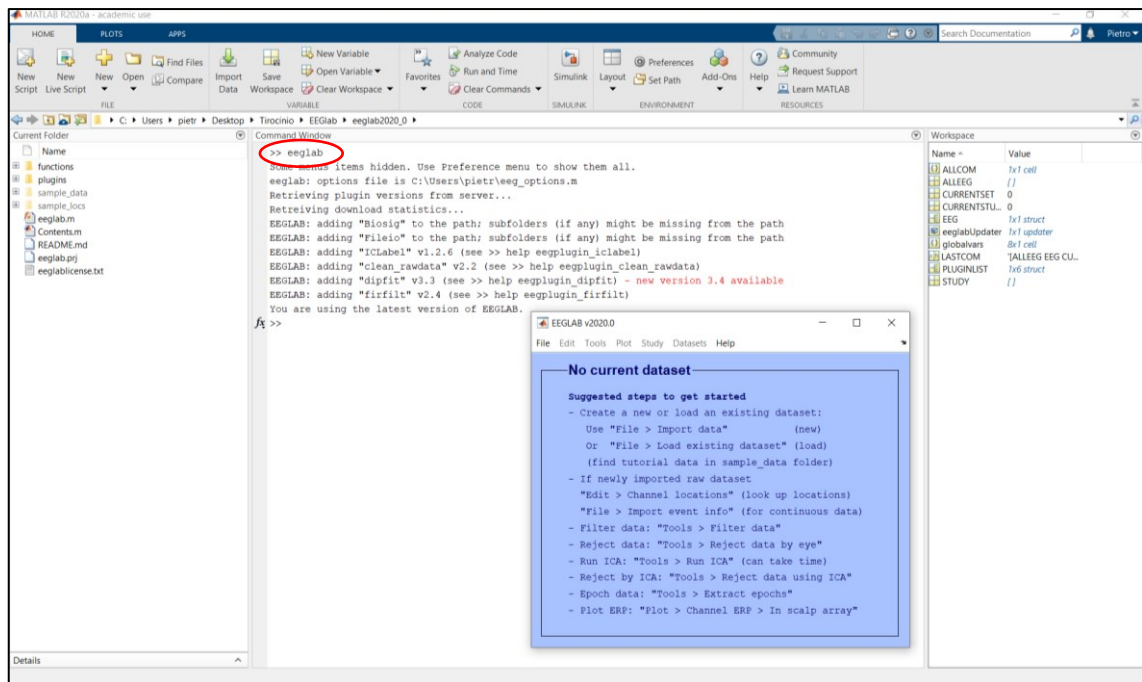 MATLAB R2020a - academic use
HOME PLOTS APPS
Search Documentation
Pietro
New Script
New Live Script
New
Open
Find Files
Compare
Import Data
Save Workspace
New Variable
Open Variable
Clear Workspace
Favorites
Analyze Code
Run and Time
Clear Commands
Simulink
Layout
Preferences
Set Path
Add-Ons
Help
Community
Request Support
Learn MATLAB
FILE VARIABLE CODE SIMULINK ENVIRONMENT RESOURCES
C: Users pietr Desktop Tirocinio EEGlab eeglab2020_0
Current Folder
Name
functions
plugins
sample_data
sample_locs
eeglab.m
Contents.m
README.md
eeglab.prj
eeglablicense.txt
Details
Command Window
>> eeglab
Some menus items hidden. Use Preference menu to show them all.
eeglab: options file is C:\Users\pietr\eeg_options.m
Retrieving plugin versions from server...
Retreiving download statistics...
EEGLAB: adding "Biosig" to the path; subfolders (if any) might be missing from the path
EEGLAB: adding "Fileio" to the path; subfolders (if any) might be missing from the path
EEGLAB: adding "ICLabel" v1.2.6 (see >> help eegplugin_iclabel)
EEGLAB: adding "clean_rawdata" v2.2 (see >> help eegplugin_clean_rawdata)
EEGLAB: adding "dipfit" v3.3 (see >> help eegplugin_dipfit) - new version 3.4 available
EEGLAB: adding "firfilt" v2.4 (see >> help eegplugin_firfilt)
You are using the latest version of EEGLAB.
fx >>
EEGLAB v2020.0
File Edit Tools Plot Study Datasets Help
No current dataset
Suggested steps to get started
- Create a new or load an existing dataset:
Use "File > Import data" (new)
Or "File > Load existing dataset" (load)
(find tutorial data in sample_data folder)
- If newly imported raw dataset
"Edit > Channel locations" (look up locations)
"File > Import event info" (for continuous data)
- Filter data: "Tools > Filter data"
- Reject data: "Tools > Reject data by eye"
- Run ICA: "Tools > Run ICA" (can take time)
- Reject by ICA: "Tools > Reject data using ICA"
- Epoch data: "Tools > Extract epochs"
- Plot ERP: "Plot > Channel ERP > In scalp array"
Workspace
Name Value
ALLCOM 1x1 cell
ALLEEG []
CURRENTSET 0
CURRENTSTU... 0
EEG 1x1 struct
eeglabUpdater 1x1 updater
globalvars 8x1 cell
LASTCOM '[ALLEEG EEG CU...
PLUGINLIST 1x6 struct
STUDY []